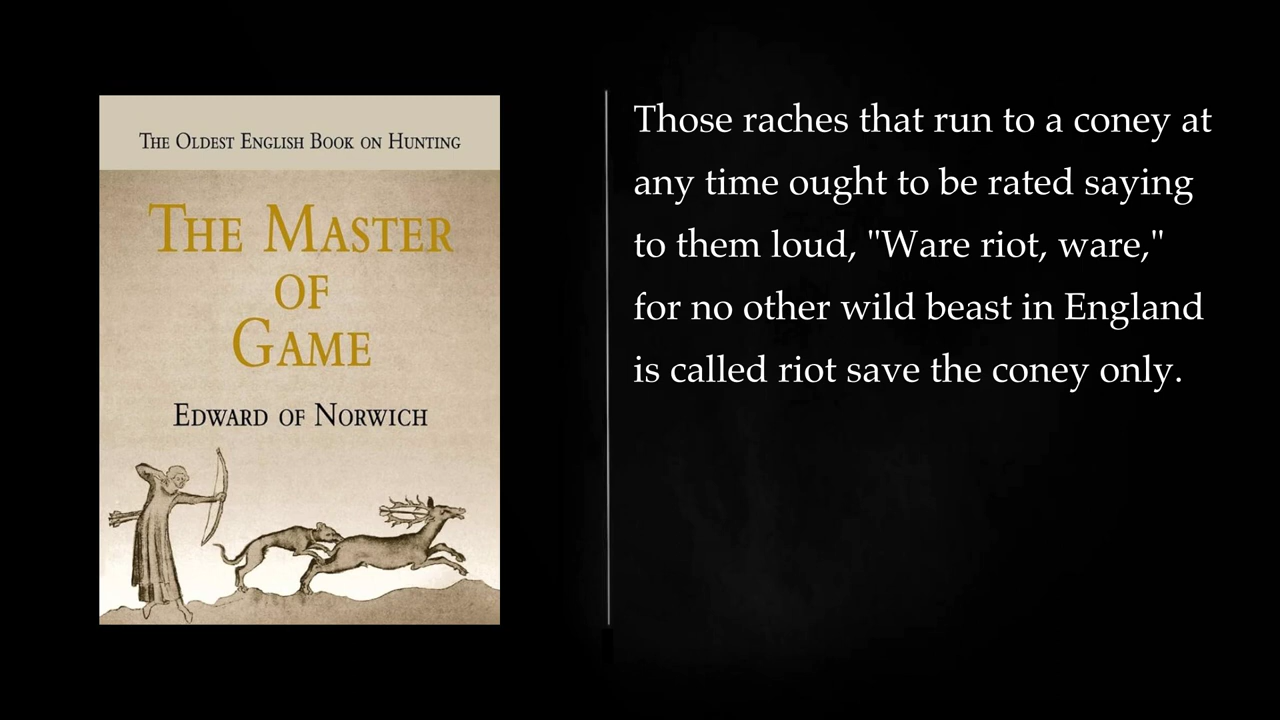 The Oldest English Book on Hunting
The Master
of
Game
Edward of Norwich
Those raches that run to a coney at
any time ought to be rated saying
to them loud, "Ware riot, ware,"
for no other wild beast in England
is called riot save the coney only.